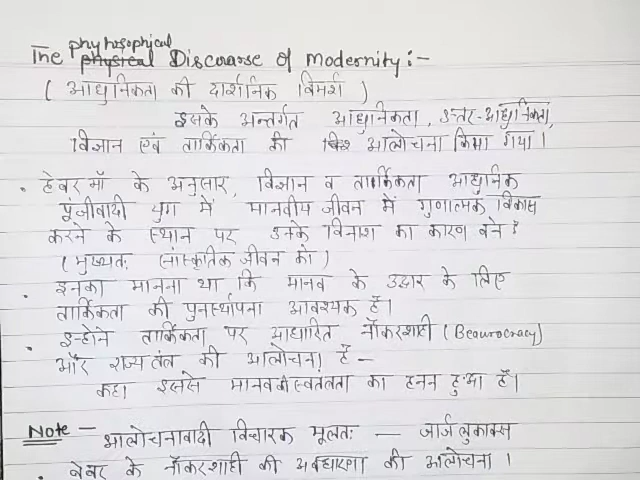 phylosophical
The physical Discourse of Modernity:-
( आधुनिकता की दार्शनिक विमर्श )
इसके अन्तर्गत आधुनिकता, उत्तर-आधुनिकता,
विज्ञान एवं तार्किकता की आलोचना किया गया।
• हेबर मॉ के अनुसार, विज्ञान व तार्किकता आधुनिक
पूंजीवादी युग में मानवीय जीवन में गुणात्मक विकास
करने के स्थान पर उनके विनाश का कारण बने है
(मुख्यतः सांस्कृतिक जीवन को)
• इनका मानना था कि मानव के उद्धार के लिए
तार्किकता की पुनर्स्थापना आवश्यक है।
• इन्होने तार्किकता पर आधारित नौकरशाही (Beaurocracy)
और राज्यतंत्र की आलोचना है –
कहा इससे मानव की स्वतंत्रता का हनन हुआ है।
Note – आलोचनावादी विचारक मूलतः — जार्ज लुकाक्स
• वेबर के नौकरशाही की अवधारणा की आलोचना ।